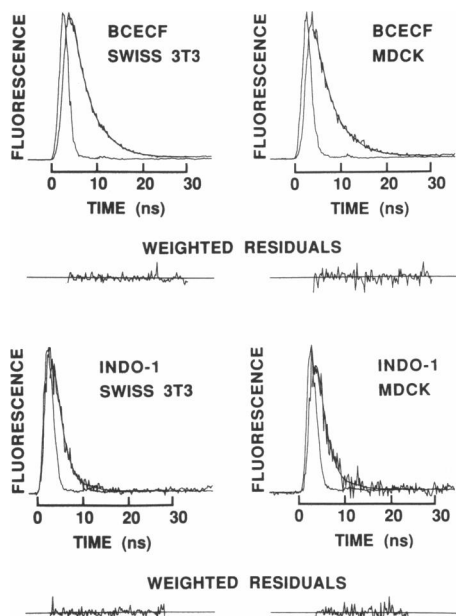 FLUORESCENCE
BCECF
SWISS 3T3
0 10 20 30
TIME (ns)
FLUORESCENCE
BCECF
MDCK
0 10 20 30
TIME (ns)
WEIGHTED RESIDUALS
FLUORESCENCE
INDO-1
SWISS 3T3
0 10 20 30
TIME (ns)
FLUORESCENCE
INDO-1
MDCK
0 10 20 30
TIME (ns)
WEIGHTED RESIDUALS